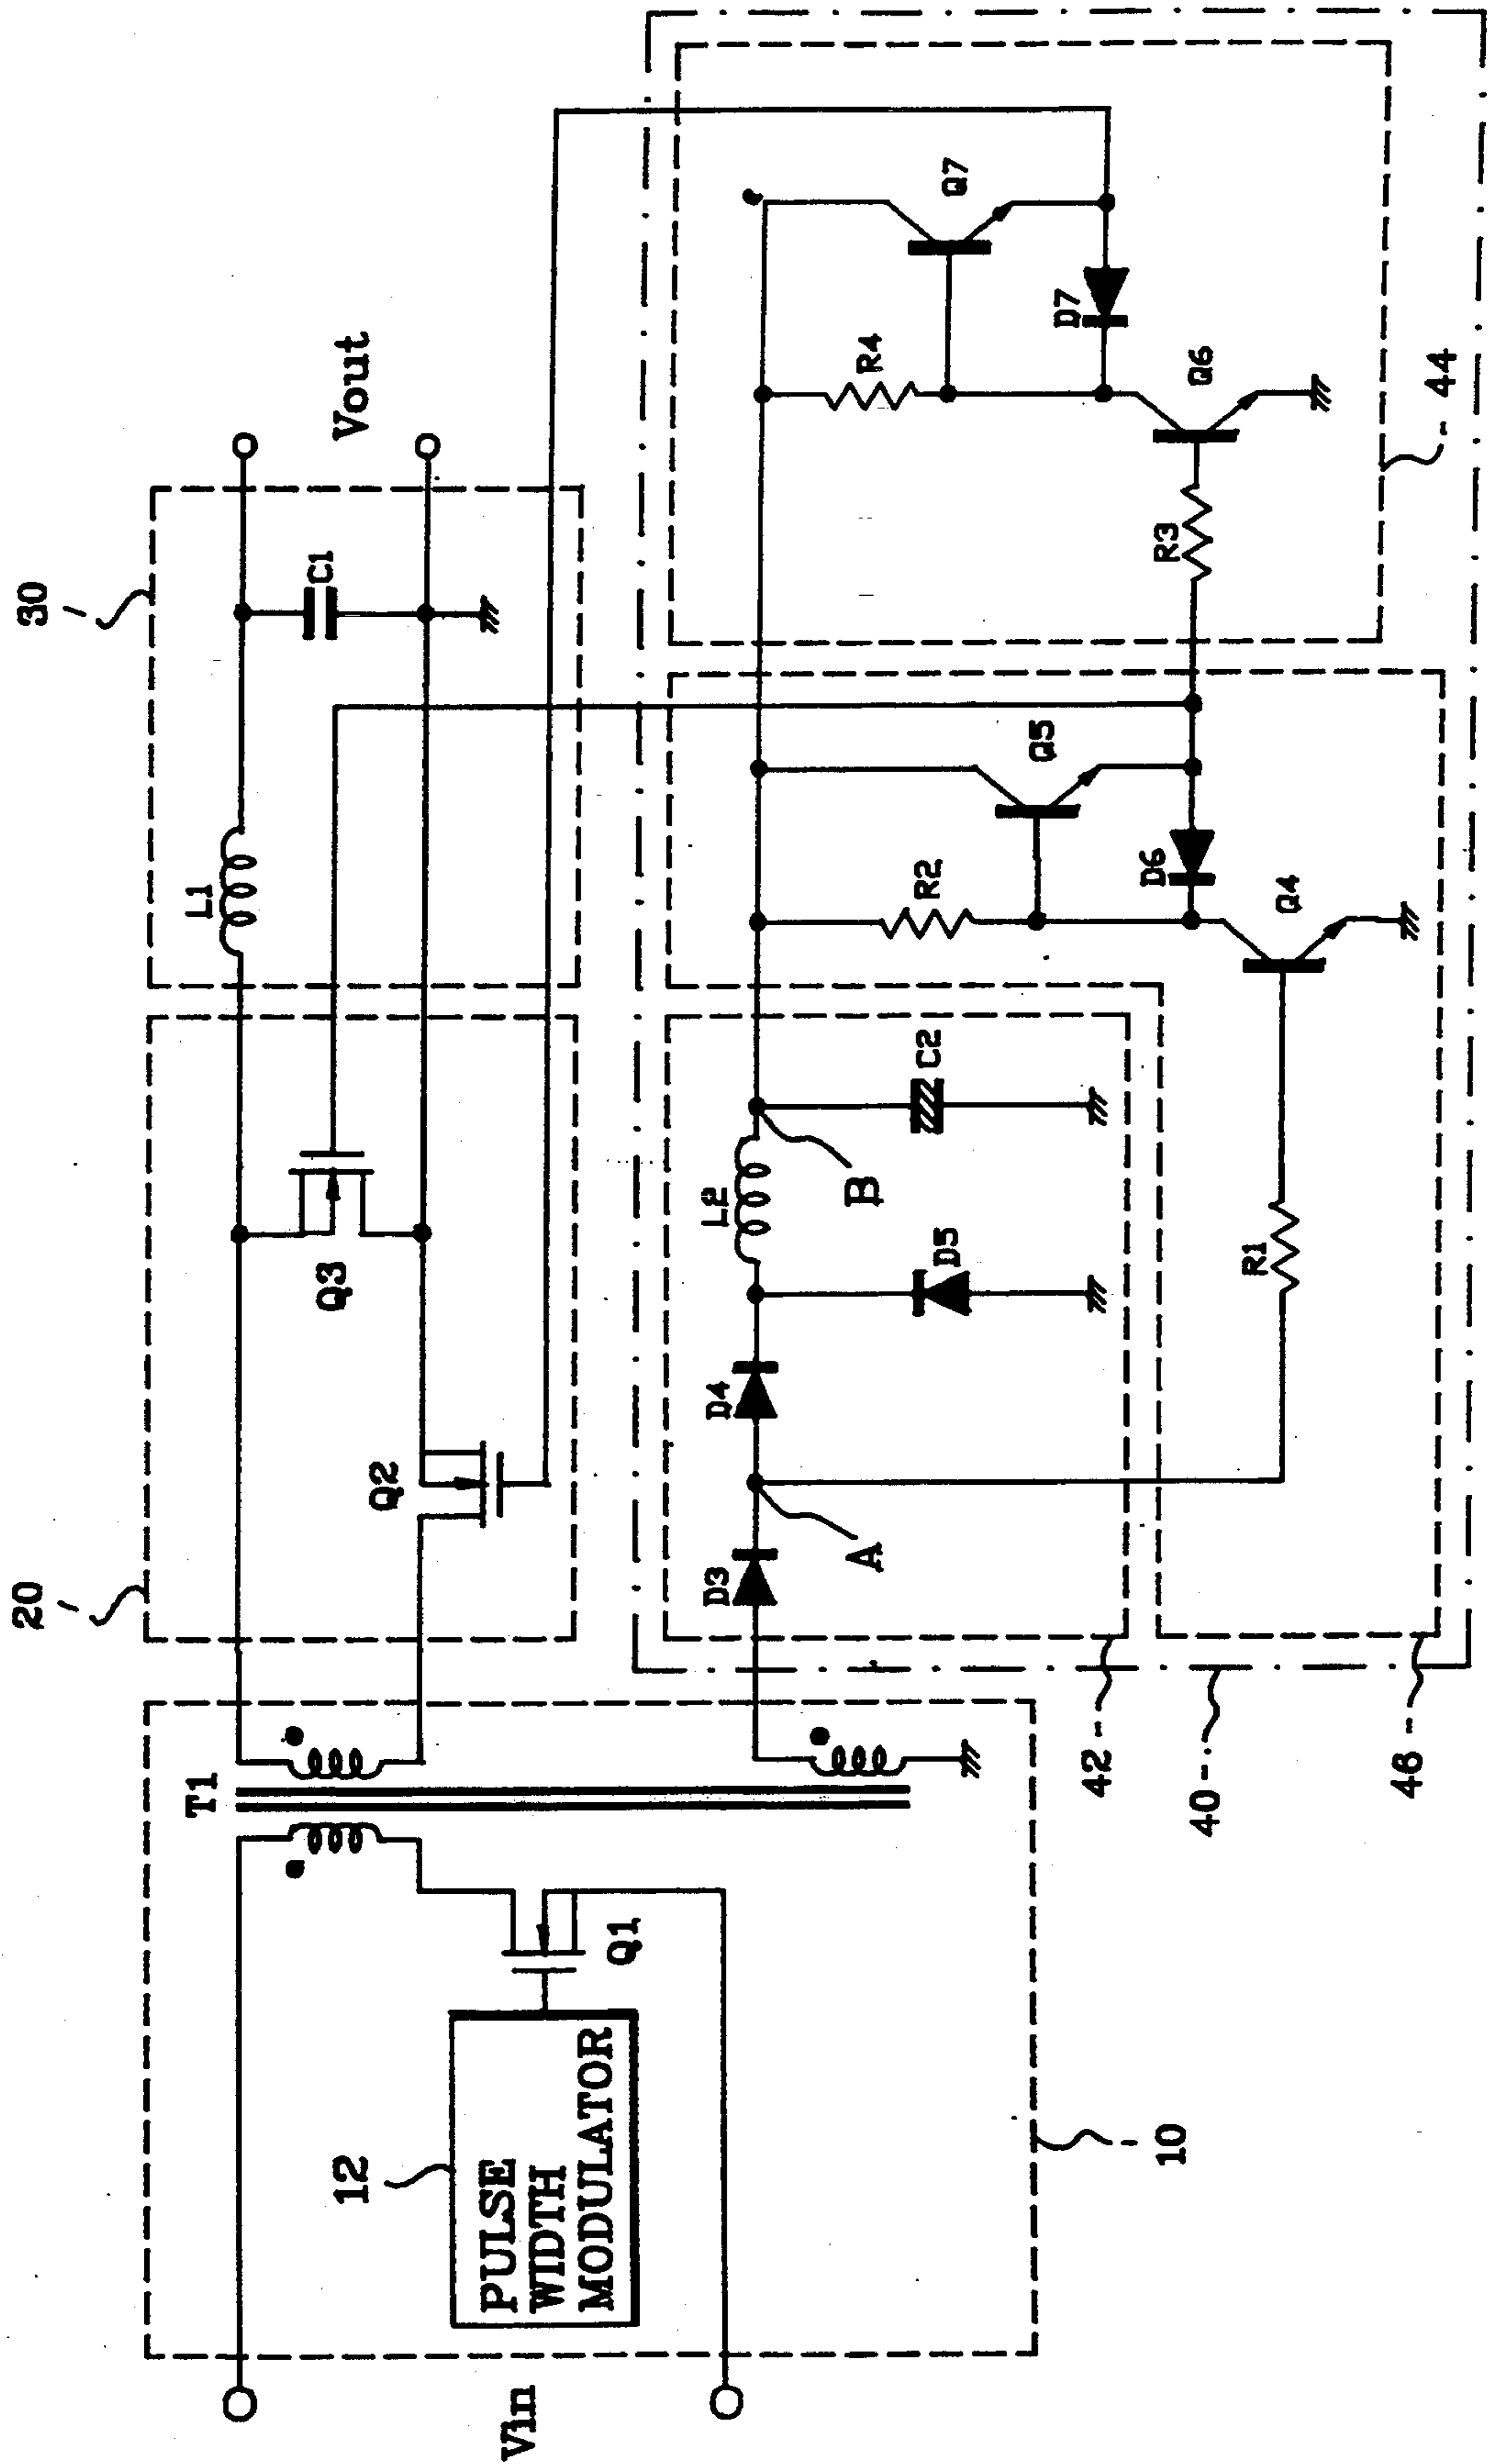 20
30
T1
L1
C1
Vout
Q3
Q2
12
PULSE
WIDTH
MODULATOR
Q1
Vin
10
D3
D4
L2
A
B
D5
C2
R2
Q5
D6
Q4
R1
R4
Q7
D7
Q6
R3
42
40
46
44